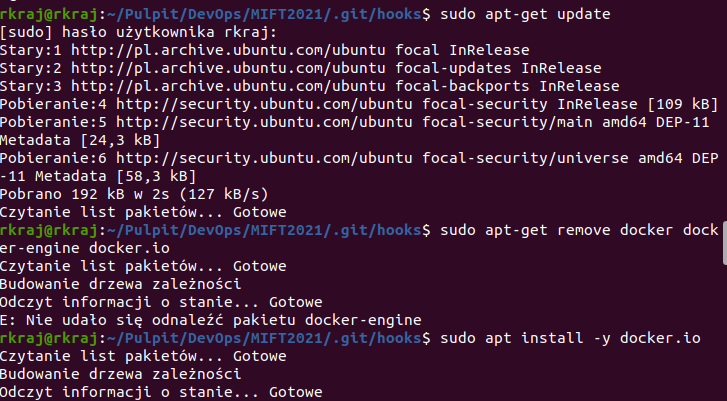 rkraj@rkraj:~/Pulpit/DevOps/MIFT2021/.git/hooks$ sudo apt-get update
[sudo] hasło użytkownika rkraj:
Stary:1 http://pl.archive.ubuntu.com/ubuntu focal InRelease
Stary:2 http://pl.archive.ubuntu.com/ubuntu focal-updates InRelease
Stary:3 http://pl.archive.ubuntu.com/ubuntu focal-backports InRelease
Pobieranie:4 http://security.ubuntu.com/ubuntu focal-security InRelease [109 kB]
Pobieranie:5 http://security.ubuntu.com/ubuntu focal-security/main amd64 DEP-11
Metadata [24,3 kB]
Pobieranie:6 http://security.ubuntu.com/ubuntu focal-security/universe amd64 DEP
-11 Metadata [58,3 kB]
Pobrano 192 kB w 2s (127 kB/s)
Czytanie list pakietów... Gotowe
rkraj@rkraj:~/Pulpit/DevOps/MIFT2021/.git/hooks$ sudo apt-get remove docker dock
er-engine docker.io
Czytanie list pakietów... Gotowe
Budowanie drzewa zależności
Odczyt informacji o stanie... Gotowe
E: Nie udało się odnaleźć pakietu docker-engine
rkraj@rkraj:~/Pulpit/DevOps/MIFT2021/.git/hooks$ sudo apt install -y docker.io
Czytanie list pakietów... Gotowe
Budowanie drzewa zależności
Odczyt informacji o stanie... Gotowe